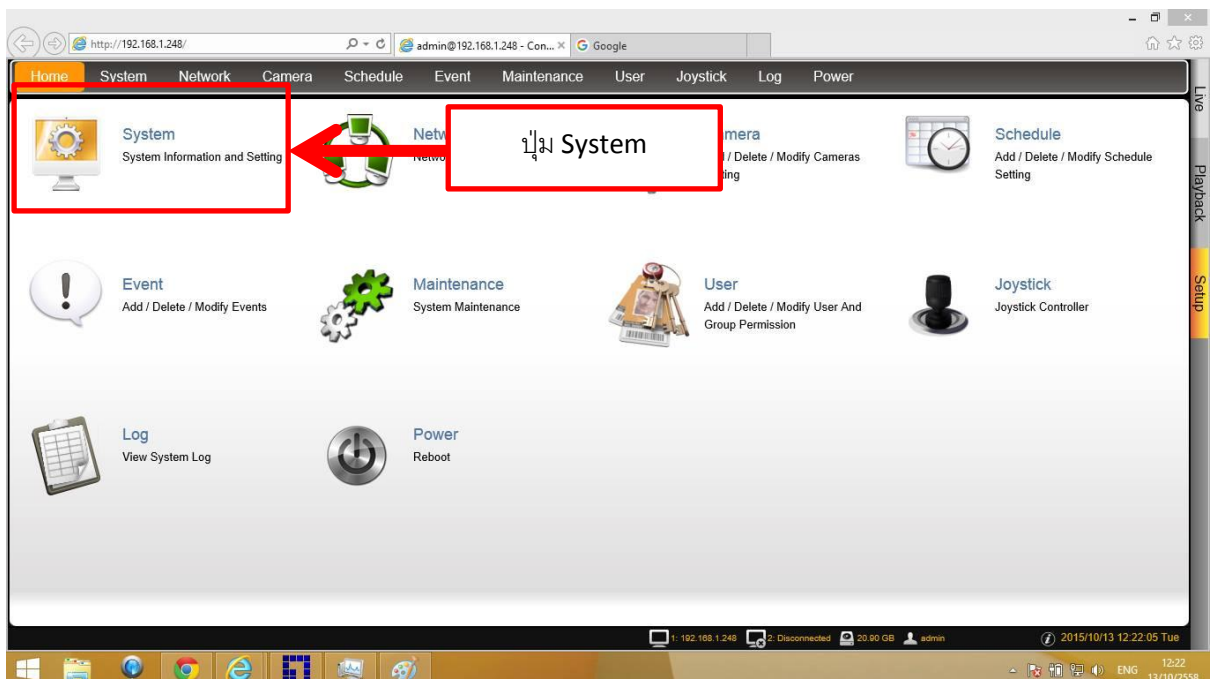 http://192.168.1.248/
admin@192.168.1.248 - Con...
Google
Home System Network Camera Schedule Event Maintenance User Joystick Log Power
Live
Playback
Setup
System
System Information and Setting
ปุ่ม System
Schedule
Add / Delete / Modify Schedule
Setting
/ Delete / Modify Cameras
Event
Add / Delete / Modify Events
Maintenance
System Maintenance
User
Add / Delete / Modify User And
Group Permission
Joystick
Joystick Controller
Log
View System Log
Power
Reboot
1: 192.168.1.248 2: Disconnected 20.90 GB admin 2015/10/13 12:22:05 Tue
ENG
12:22
13/10/2558